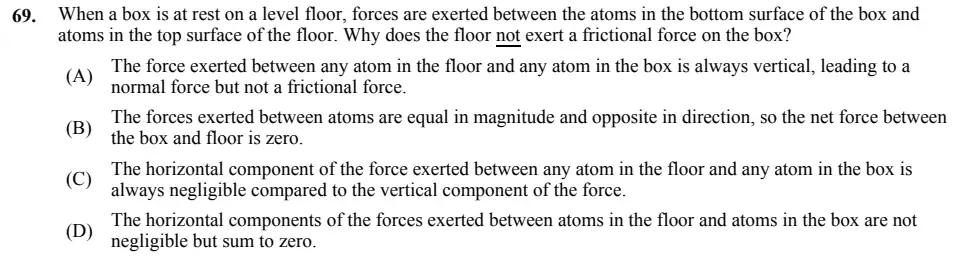 69. When a box is at rest on a level floor, forces are exerted between the atoms in the bottom surface of the box and
atoms in the top surface of the floor. Why does the floor not exert a frictional force on the box?
(A) The force exerted between any atom in the floor and any atom in the box is always vertical, leading to a
normal force but not a frictional force.
(B) The forces exerted between atoms are equal in magnitude and opposite in direction, so the net force between
the box and floor is zero.
(C) The horizontal component of the force exerted between any atom in the floor and any atom in the box is
always negligible compared to the vertical component of the force.
(D) The horizontal components of the forces exerted between atoms in the floor and atoms in the box are not
negligible but sum to zero.